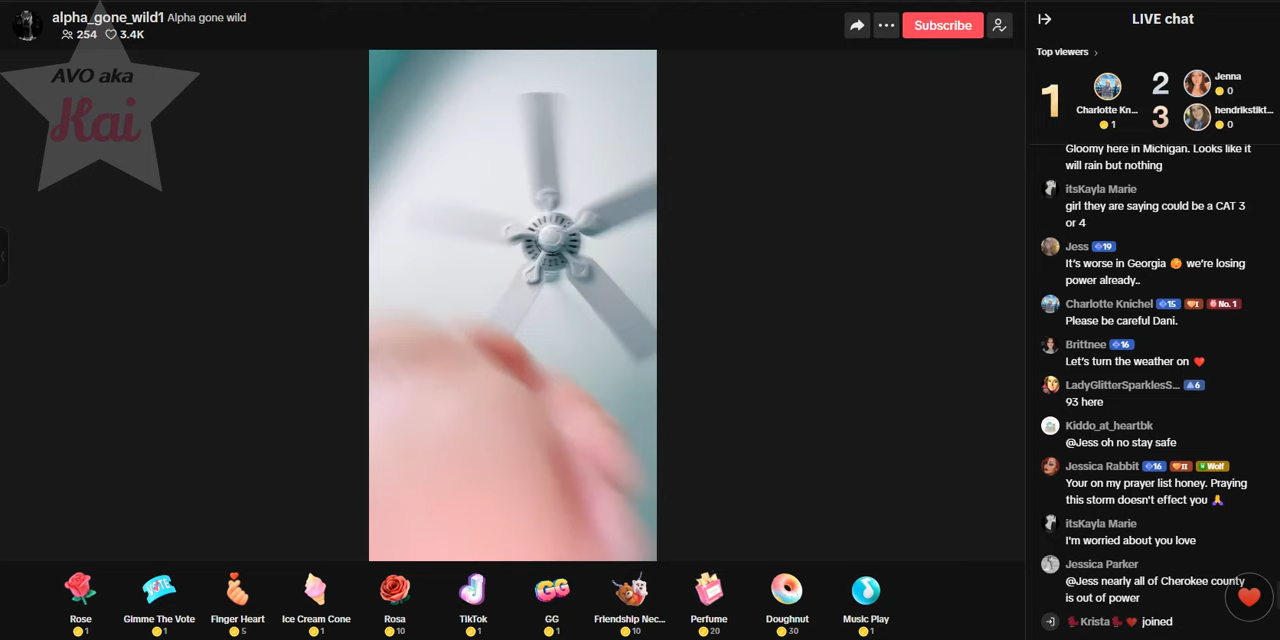 alpha_gone_wild1 Alpha gone wild
254 3.4K
Subscribe
AVO aka
Kai
LIVE chat
Top viewers
1
Charlotte Kn...
1
2
Jenna
0
3
hendrikstikt...
0
Gloomy here in Michigan. Looks like it
will rain but nothing
itsKayla Marie
girl they are saying could be a CAT 3
or 4
Jess 19
It's worse in Georgia we're losing
power already..
Charlotte Knichel 15 I No. 1
Please be careful Dani.
Brittnee 16
Let's turn the weather on
LadyGlitterSparklesS... 6
93 here
Kiddo_at_heartbk
@Jess oh no stay safe
Jessica Rabbit 16 II Wolf
Your on my prayer list honey. Praying
this storm doesn't effect you
itsKayla Marie
I'm worried about you love
Jessica Parker
@Jess nearly all of Cherokee county
is out of power
Krista joined
VOTE
GG
Rose
1
GImme The Vote
1
Finger Heart
5
Ice Cream Cone
1
Rosa
10
TikTok
1
GG
1
Friendship Nec...
10
Perfume
20
Doughnut
30
Music Play
1